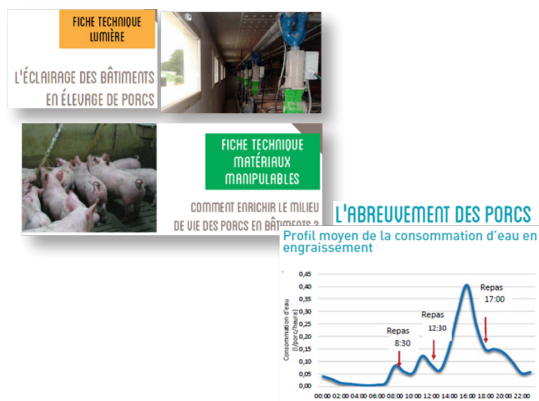 FICHE TECHNIQUE
LUMIÈRE
L'ÉCLAIRAGE DES BÂTIMENTS
EN ÉLEVAGE DE PORCS
FICHE TECHNIQUE
MATÉRIAUX
MANIPULABLES
COMMENT ENRICHIR LE MILIEU
DE VIE DES PORCS EN BÂTIMENTS ?
L'ABREUVEMENT DES PORCS
Profil moyen de la consommation d'eau en
engraissement
Consommation d'eau
(l/porc/heure)
0,45
0,40
0,35
0,30
0,25
0,20
0,15
0,10
0,05
0,00
Repas
8:30
Repas
12:30
Repas
17:00
00:00 02:00 04:00 06:00 08:00 10:00 12:00 14:00 16:00 18:00 20:00 22:00